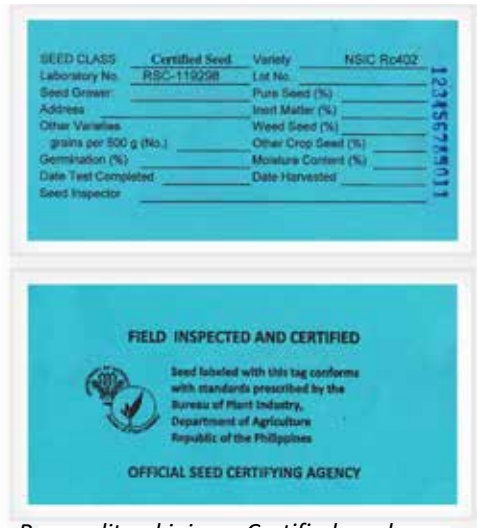 SEED CLASS Certified Seed Variety NSIC Rc402
Laboratory No. RSC-119298 Lot No.
Seed Grower: Pure Seed (%)
Address Inert Matter (%)
Other Varieties Weed Seed (%)
grains per 500 g (No.) Other Crop Seed (%)
Germination (%) Moisture Content (%)
Date Test Completed Date Harvested
Seed Inspector
FIELD INSPECTED AND CERTIFIED
Seed labeled with this tag conforms
with standards prescribed by the
Bureau of Plant Industry,
Department of Agriculture
Republic of the Philippines
OFFICIAL SEED CERTIFYING AGENCY